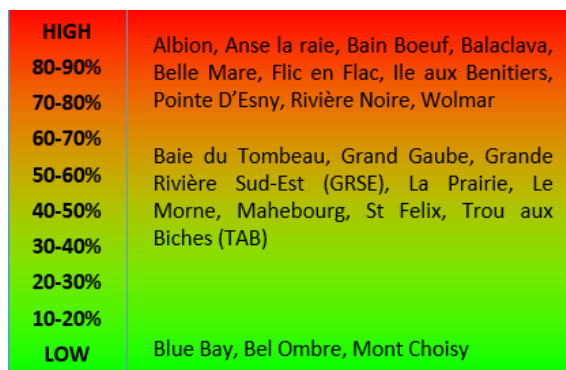 HIGH
80-90%
70-80%
60-70%
50-60%
40-50%
30-40%
20-30%
10-20%
LOW
Albion, Anse la raie, Bain Boeuf, Balaclava,
Belle Mare, Flic en Flac, Ile aux Benitiers,
Pointe D’Esny, Rivière Noire, Wolmar
Baie du Tombeau, Grand Gaube, Grande
Rivière Sud-Est (GRSE), La Prairie, Le
Morne, Mahebourg, St Felix, Trou aux
Biches (TAB)
Blue Bay, Bel Ombre, Mont Choisy